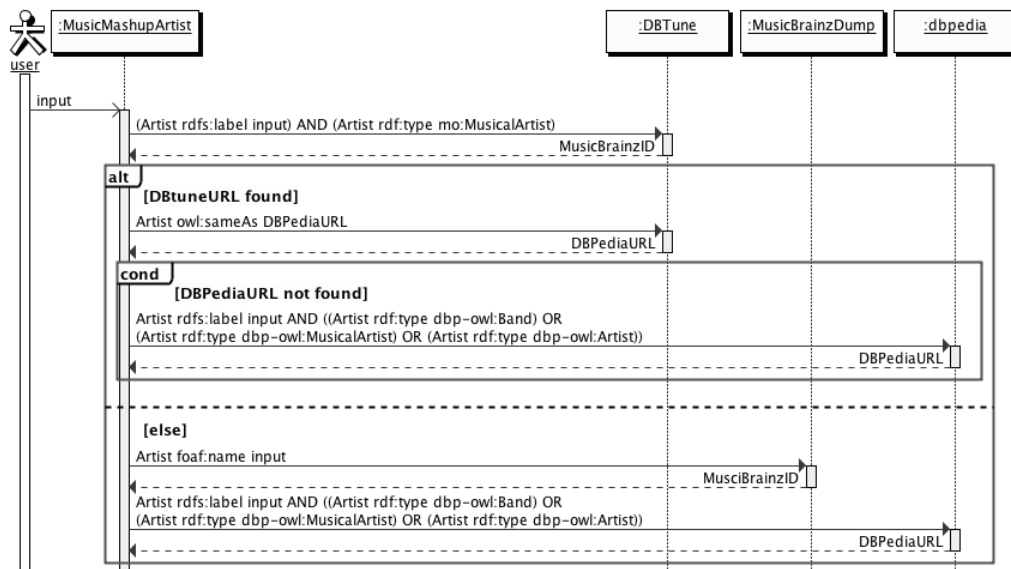 :MusicMashupArtist
:DBTune
:MusicBrainzDump
:dbpedia
user
input
(Artist rdfs:label input) AND (Artist rdf:type mo:MusicalArtist)
MusicBrainzID
alt
[DBtuneURL found]
Artist owl:sameAs DBPediaURL
DBPediaURL
cond
[DBPediaURL not found]
Artist rdfs:label input AND ((Artist rdf:type dbp-owl:Band) OR
(Artist rdf:type dbp-owl:MusicalArtist) OR (Artist rdf:type dbp-owl:Artist))
DBPediaURL
[else]
Artist foaf:name input
MusciBrainzID
Artist rdfs:label input AND ((Artist rdf:type dbp-owl:Band) OR
(Artist rdf:type dbp-owl:MusicalArtist) OR (Artist rdf:type dbp-owl:Artist))
DBPediaURL